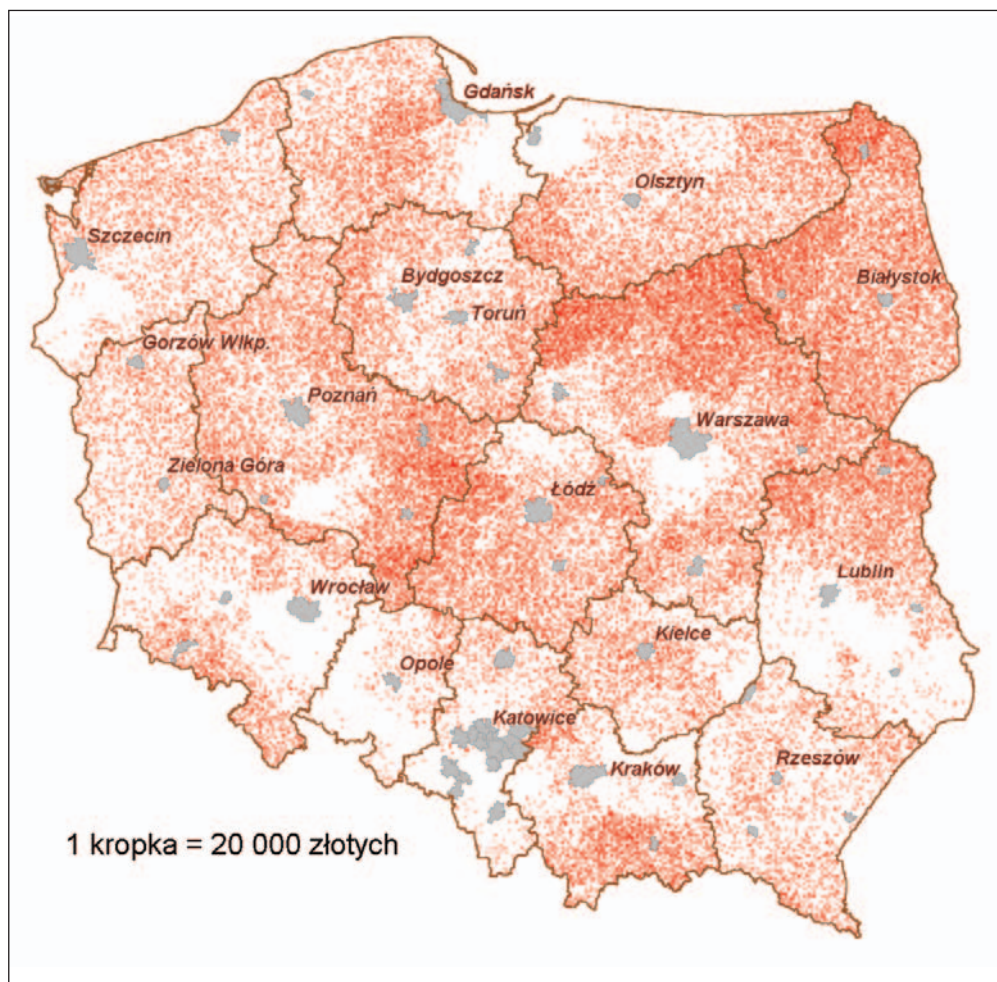 Gdańsk
Olsztyn
Szczecin
Bydgoszcz
Białystok
Toruń
Gorzów Wlkp.
Poznań
Warszawa
Zielona Góra
Łódź
Wrocław
Lublin
Kielce
Opole
Katowice
Kraków
Rzeszów
1 kropka = 20 000 złotych